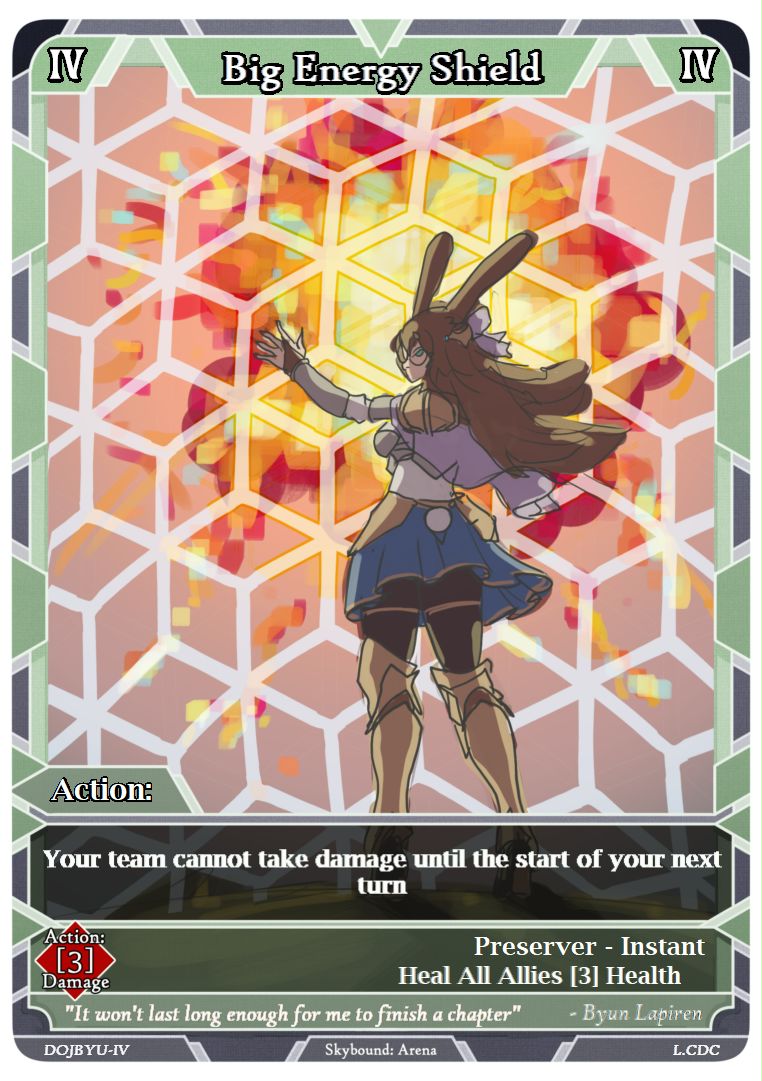 IV Big Energy Shield IV
Action:
Your team cannot take damage until the start of your next
turn
Action:
[3]
Damage
Preserver - Instant
Heal All Allies [3] Health
"It won't last long enough for me to finish a chapter" - Byun Lapiren
DOJBYU-IV Skybound: Arena L.CDC